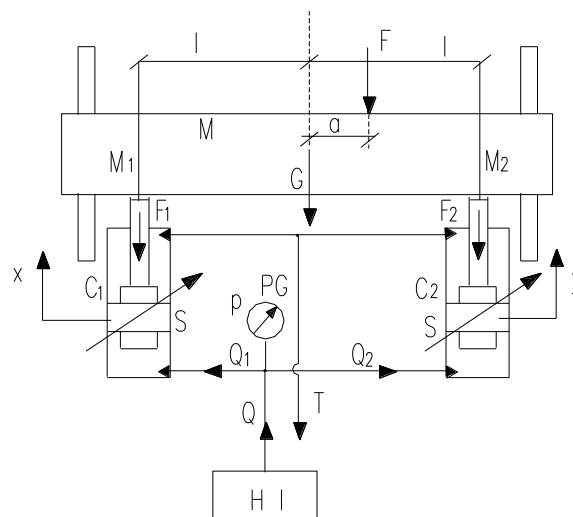 l F l
M a
M₁ G M₂
F₁ F₂
x C₁ PG C₂
p S S
Q₁ Q₂
Q T
H I